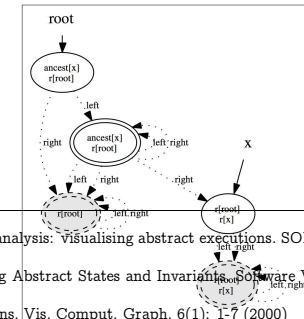 root
ancest[x]
r[root]
left
ancest[x]
r[root]
right
left
right
x
left
right
right
r[root]
left
right
r[root]
r[x]
analysis: visualising abstract executions.
left
right
g Abstract States and Invariants. Software
r[root]
r[x]
left
right
ns. Vis. Comput. Graph. 6(1): 1-7 (2000)